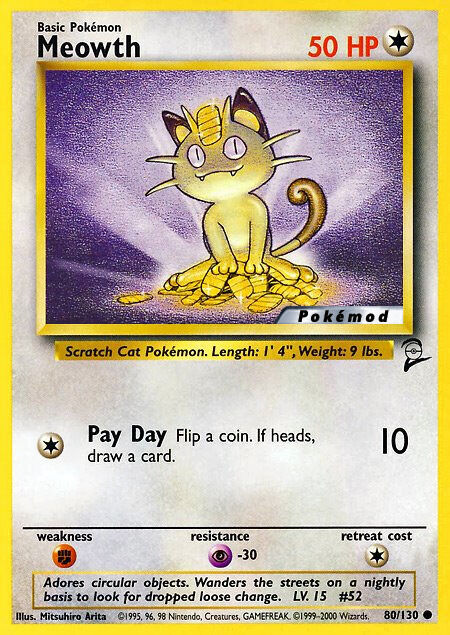 Basic Pokémon
Meowth 50 HP
Pokémod
Scratch Cat Pokémon. Length: 1' 4", Weight: 9 lbs.
Pay Day Flip a coin. If heads, 10
draw a card.
weakness resistance retreat cost
-30
Adores circular objects. Wanders the streets on a nightly
basis to look for dropped loose change. LV. 15 #52
Illus. Mitsuhiro Arita ©1995, 96, 98 Nintendo, Creatures, GAMEFREAK. ©1999-2000 Wizards. 80/130